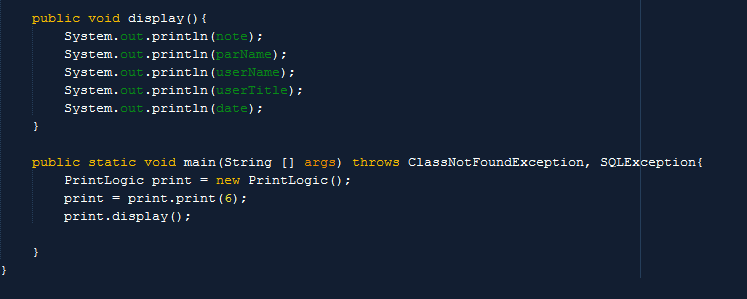 public void display(){
System.out.println(note);
System.out.println(parName);
System.out.println(userName);
System.out.println(userTitle);
System.out.println(date);
}
public static void main(String [] args) throws ClassNotFoundException, SQLException{
PrintLogic print = new PrintLogic();
print = print.print(6);
print.display();
}
}